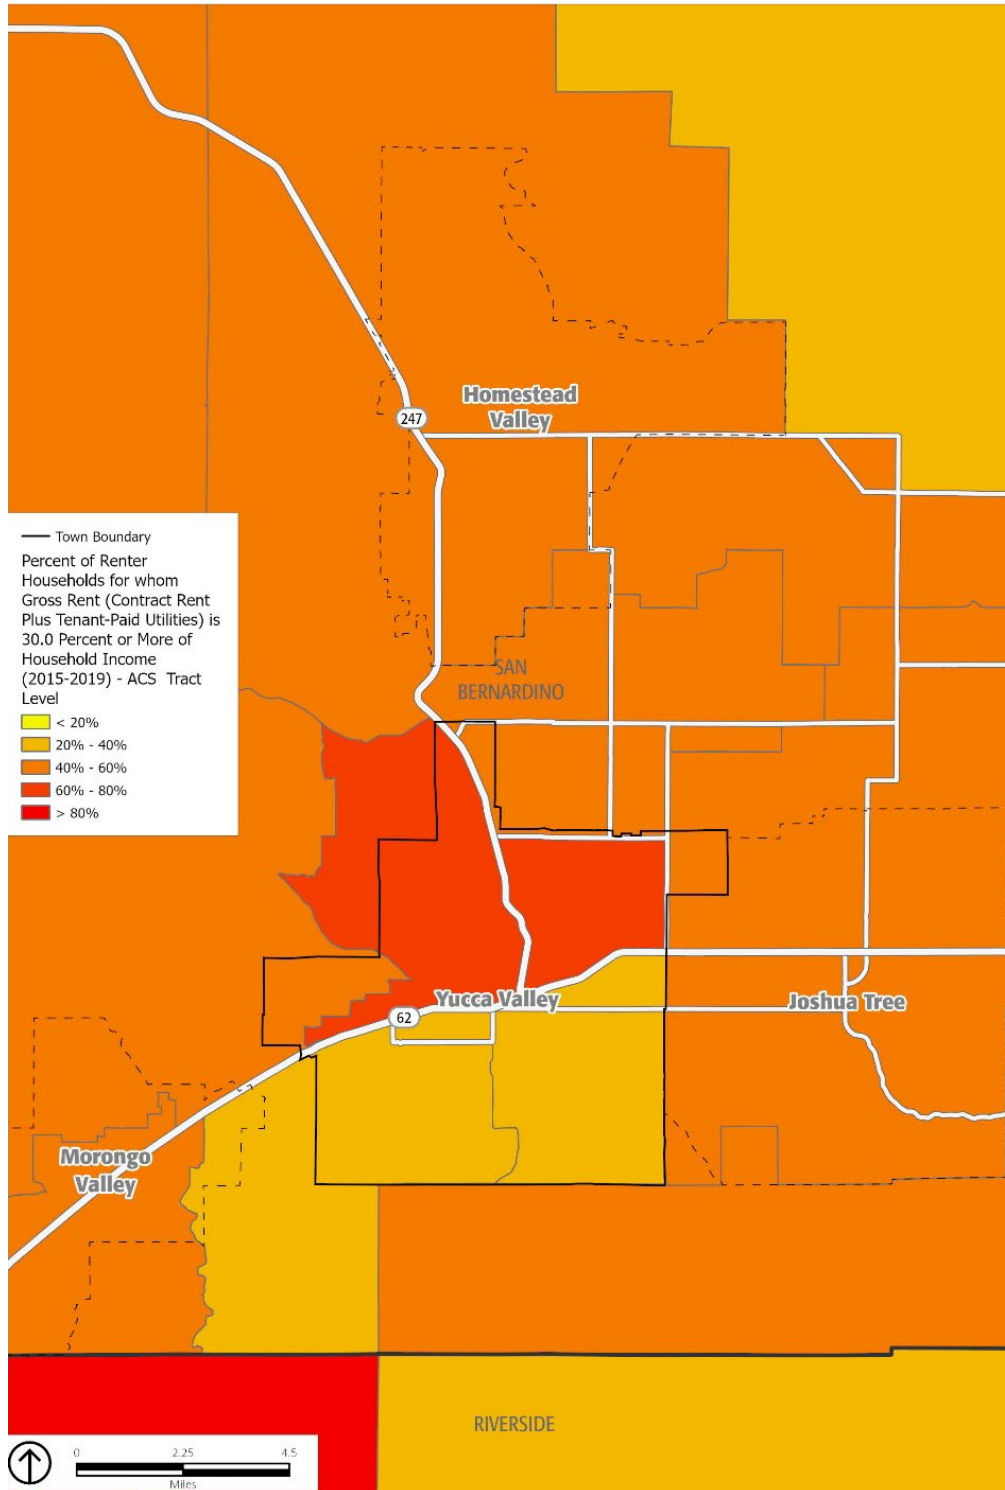 Homestead
Valley
247
Town Boundary
Percent of Renter
Households for whom
Gross Rent (Contract Rent
Plus Tenant-Paid Utilities) is
30.0 Percent or More of
Household Income
(2015-2019) - ACS Tract
Level
< 20%
20% - 40%
40% - 60%
60% - 80%
> 80%
SAN
BERNARDINO
Yucca Valley
Joshua Tree
62
Morongo
Valley
RIVERSIDE
0 2.25 4.5
Miles